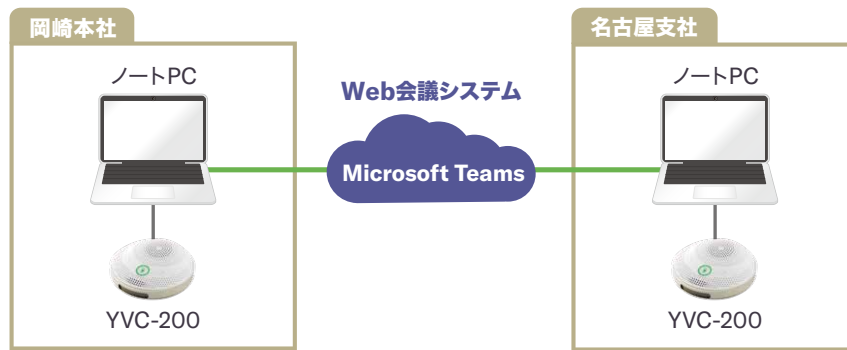 岡崎本社
ノートPC
YVC-200
Web会議システム
Microsoft Teams
名古屋支社
ノートPC
YVC-200